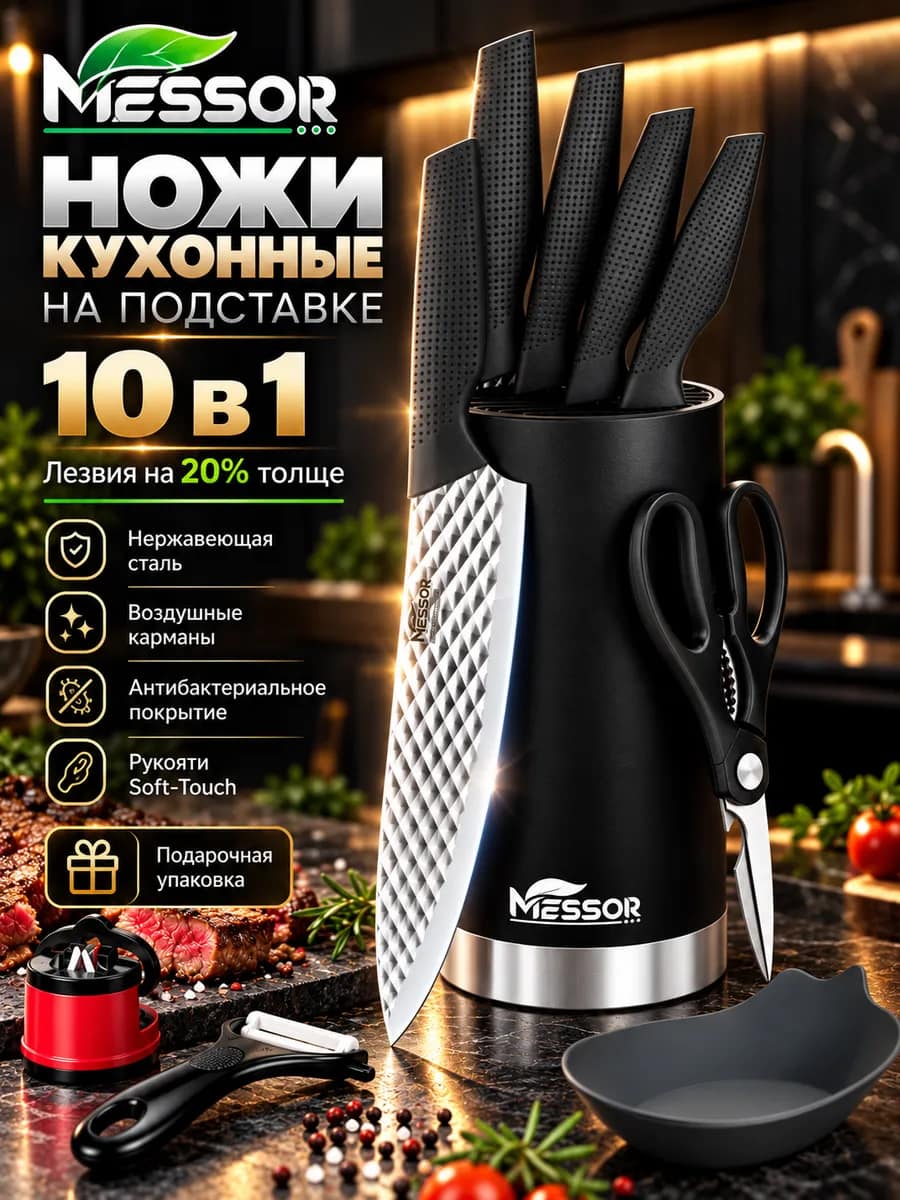 MESSOR
НОЖИ
КУХОННЫЕ
НА ПОДСТАВКЕ
10 в 1
Лезвия на 20% толще
Нержавеющая
сталь
Воздушные
карманы
Антибактериальное
покрытие
Рукояти
Soft-Touch
Подарочная
упаковка
MESSOR
MESSOR